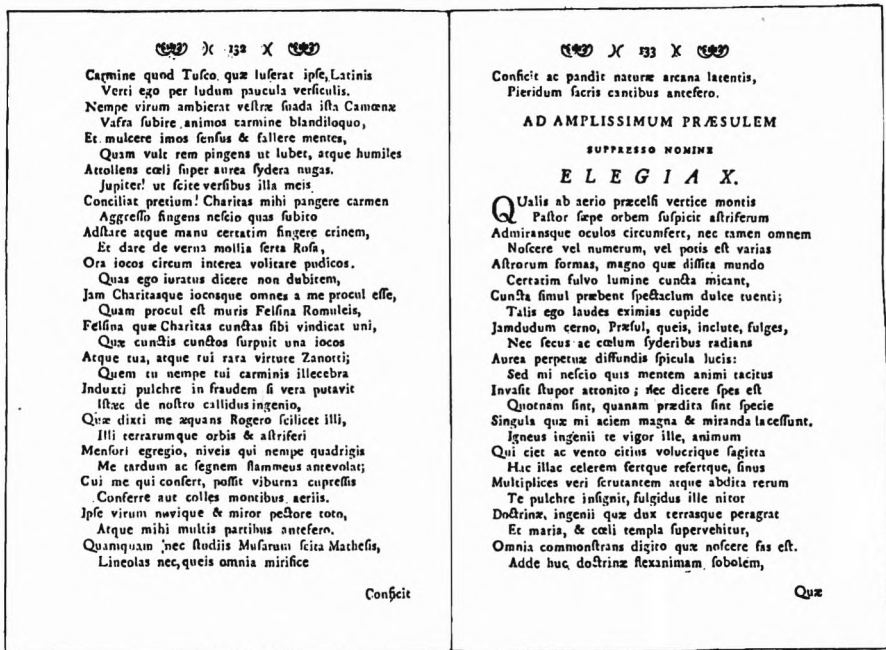 )( 132 )(
Carmine quod Tusco, quæ luserat ipse, Latinis
Verti ego per ludum paucula versiculis.
Nempe virum ambierat vestræ suada ista Camœnæ
Vafra subire animos carmine blandiloquo,
Et mulcere imos sensus & fallere mentes,
Quam vult rem pingens ut lubet, atque humiles
Attollens cœli super aurea sydera nugas.
Jupiter! ut scite versibus illa meis
Conciliat pretium! Charitas mihi pangere carmen
Aggresso fingens nescio quas subito
Adstare atque manu certatim fingere crinem,
Et dare de verna mollia serta Rosa,
Ora jocos circum interea volitare pudicos.
Quas ego iuratus dicere non dubitem,
Jam Charitasque iocosque omnes a me procul esse,
Quam procul est muris Felsina Romuleis,
Felsina quæ Charitas cunctas sibi vindicat uni,
Quæ cunctis cunctos surpuit una iocos
Atque tua, atque tui rara virtute Zanotti;
Quem tu nempe tui carminis illecebra
Induxti pulchre in fraudem si vera putavit
Istæc de nostro callidus ingenio,
Quæ dixti me æquans Rogero scilicet illi,
Illi terrarumque orbis & astriferi
Mensori egregio, niveis qui nempe quadrigis
Me tardum ac segnem flammeus antevolat;
Cui me qui confert, possit viburna cupressis
Conferre aut colles montibus aeriis.
Ipse virum novique & miror pectore toto,
Atque mihi multis partibus antefero.
Quamquam nec studiis Musarum scita Mathesis,
Lineolas nec, queis omnia mirifice
Conficit
)( 133 )(
Conficit ac pandit naturæ arcana latentis,
Pieridum sacris cantibus antefero.
AD AMPLISSIMUM PRÆSULEM
SUPPRESSO NOMINE
ELEGIA X.
QUalis ab aerio præcelsi vertice montis
Pastor sæpe orbem suspicit astriferum
Admiransque oculos circumfert, nec tamen omnem
Noscere vel numerum, vel potis est varias
Astrorum formas, magno quæ dissita mundo
Certatim fulvo lumine cuncta micant,
Cuncta simul præbent spectaclum dulce tuenti;
Talis ego laudes eximias cupide
Jamdudum cerno, Præsul, queis, inclute, fulges,
Nec secus ac cœlum syderibus radians
Aurea perpetuæ diffundis spicula lucis:
Sed mi nescio quis mentem animi tacitus
Invasit stupor attonito; nec dicere spes est
Quotnam sint, quanam prædita sint specie
Singula quæ mi aciem magna & miranda lacessunt.
Igneus ingenii te vigor ille, animum
Qui ciet ac vento citius volucrique sagitta
Hac illac celerem fertque refertque, sinus
Multiplices veri scrutantem atque abdita rerum
Te pulchre insignit, fulgidus ille nitor
Doctrinæ, ingenii quæ dux terrasque peragrat
Et maria, & cœli templa supervehitur,
Omnia commonstrans digito quæ noscere fas est.
Adde huc, doctrinæ flexanimam sobolem,
Quæ